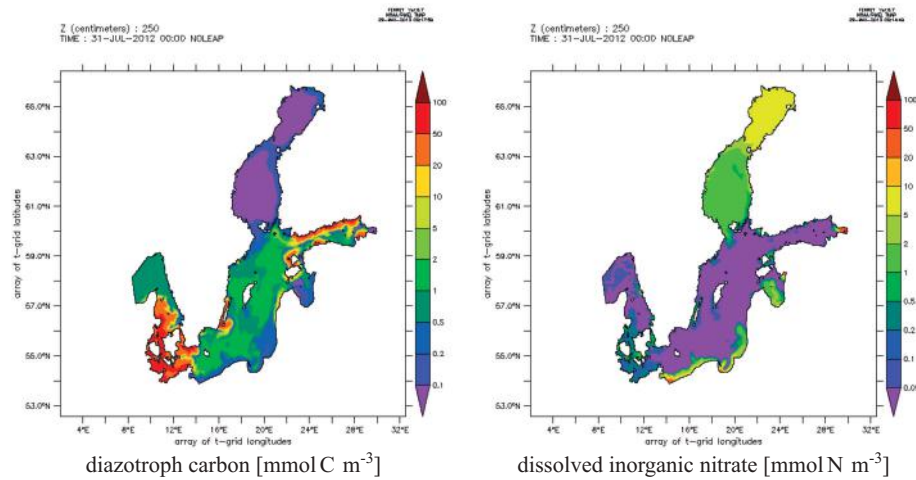 Z (centimeters) : 250
TIME : 31-JUL-2012 00:00 NOLEAP
65.0°N
63.0°N
61.0°N
59.0°N
57.0°N
55.0°N
53.0°N
array of t-grid latitudes
4°E 8°E 12°E 16°E 20°E 24°E 28°E 32°E
array of t-grid longitudes
100
50
20
10
5
2
1
0.5
0.2
0.1
diazotroph carbon [mmol C m-3]
Z (centimeters) : 250
TIME : 31-JUL-2012 00:00 NOLEAP
65.0°N
63.0°N
61.0°N
59.0°N
57.0°N
55.0°N
53.0°N
array of t-grid latitudes
4°E 8°E 12°E 16°E 20°E 24°E 28°E 32°E
array of t-grid longitudes
100
50
20
10
5
2
1
0.5
0.2
dissolved inorganic nitrate [mmol N m-3]